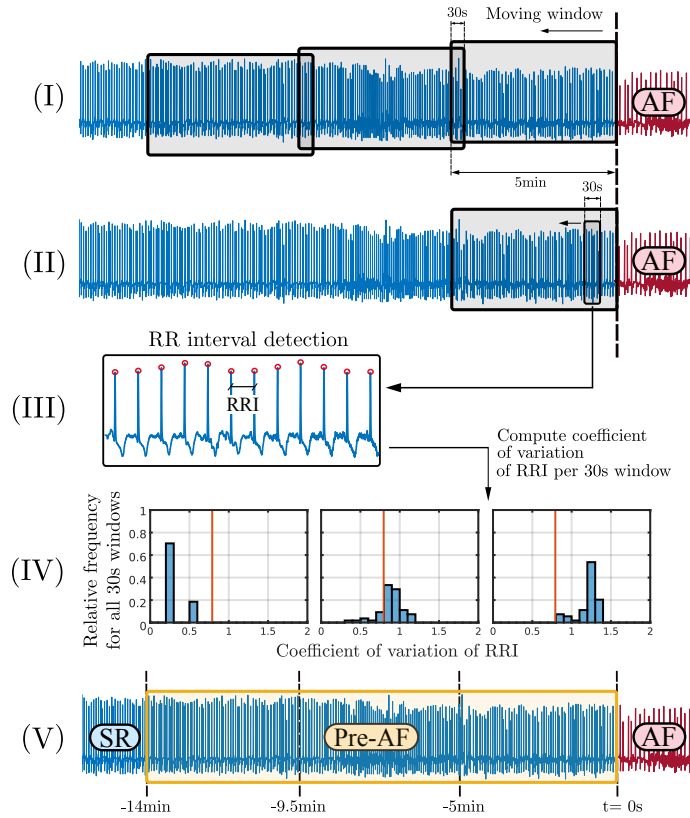 30s
Moving window
(I)
AF
5min
30s
(II)
AF
RR interval detection
(III)
RRI
Compute coefficient
of variation
of RRI per 30s window
(IV)
Relative frequency
for all 30s windows
1
0.8
0.6
0.4
0.2
0
0 0.5 1 1.5 2
0 0.5 1 1.5 2
0 0.5 1 1.5 2
Coefficient of variation of RRI
(V)
SR
Pre-AF
AF
-14min -9.5min -5min t= 0s